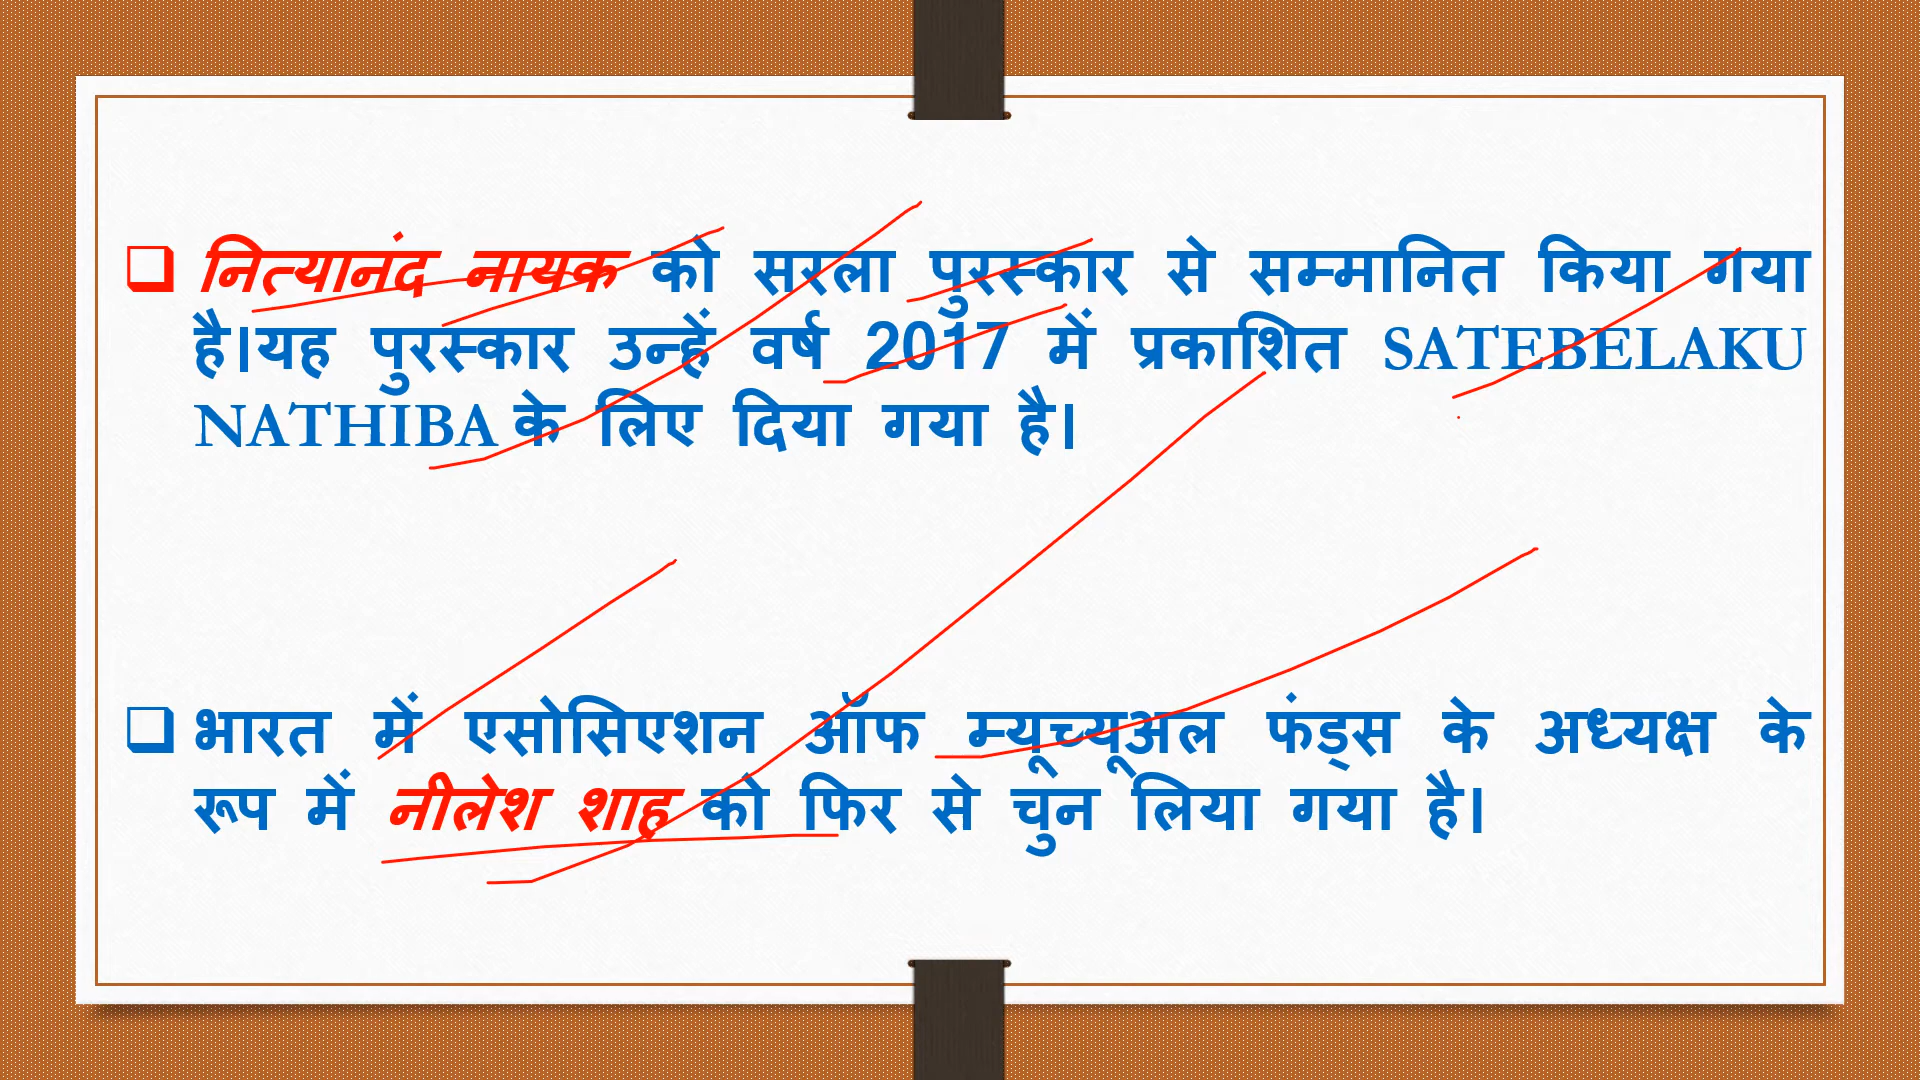 नित्यानंद नायक को सरला पुरस्कार से सम्मानित किया गया
है।यह पुरस्कार उन्हें वर्ष 2017 में प्रकाशित SATEBELAKU
NATHIBA के लिए दिया गया है।
भारत में एसोसिएशन ऑफ म्यूच्यूअल फंड्स के अध्यक्ष के
रूप में नीलेश शाह को फिर से चुन लिया गया है।